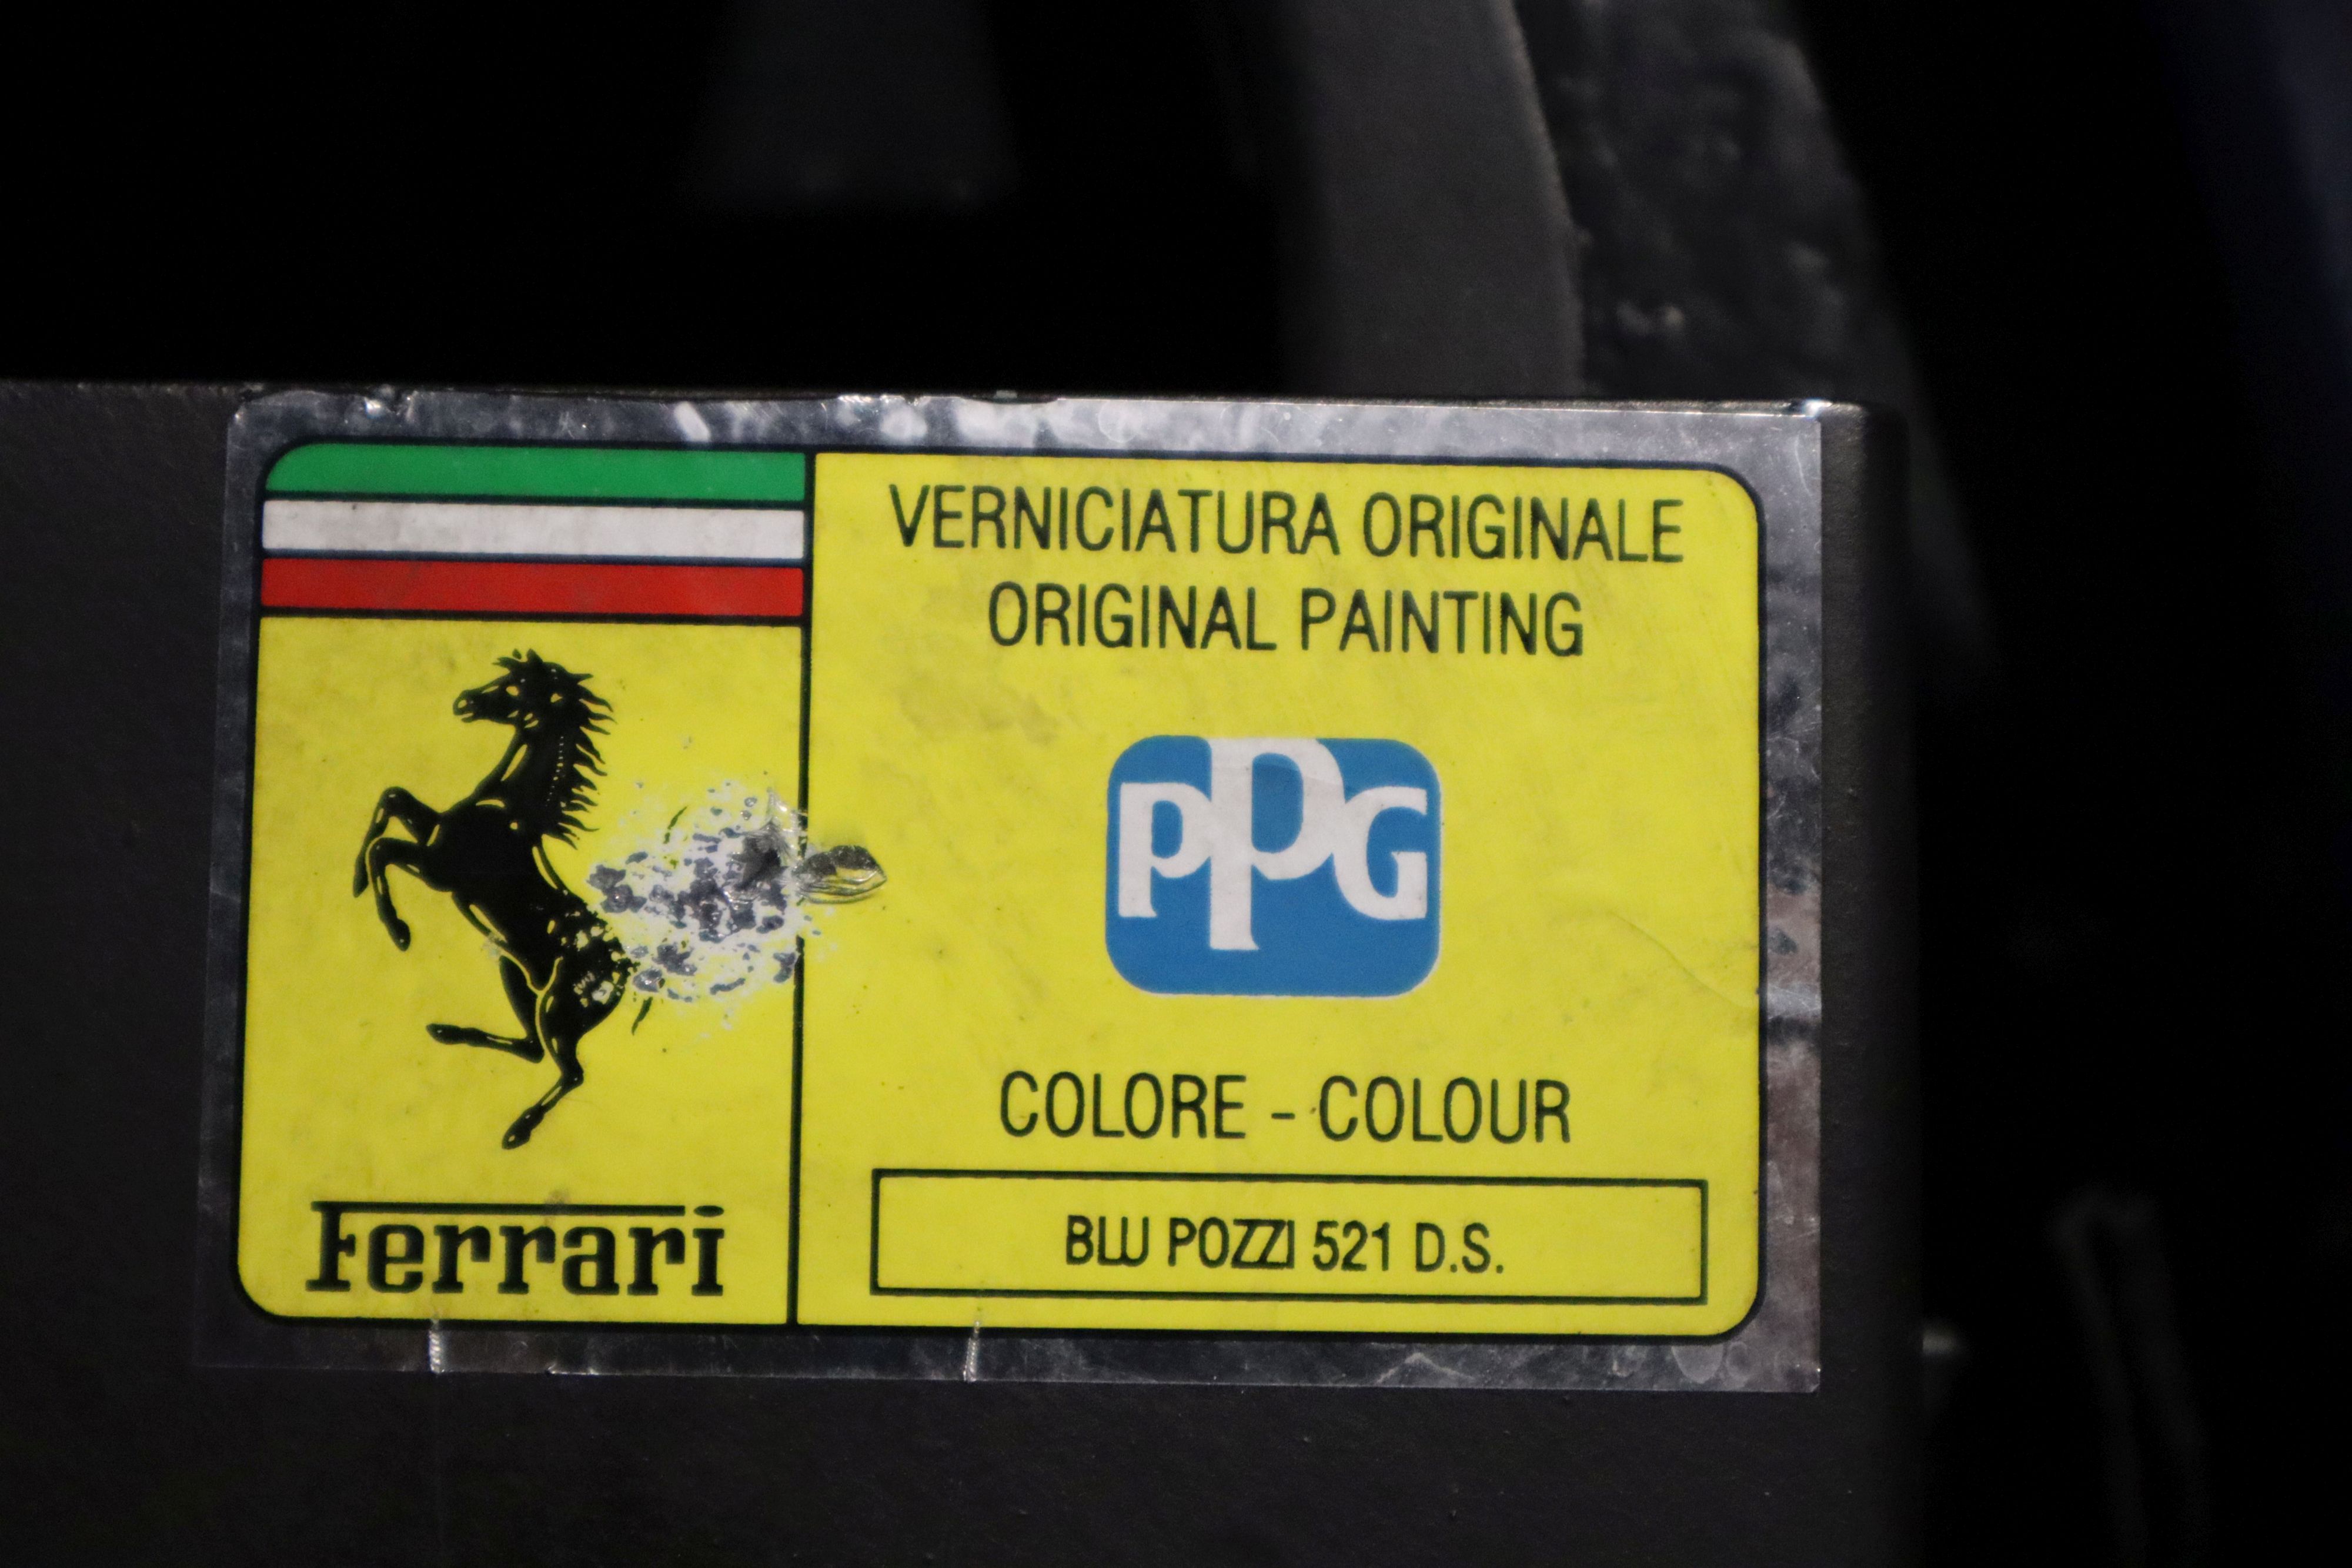 VERNICIATURA ORIGINALE
ORIGINAL PAINTING
PPG
COLORE - COLOUR
BLU POZZI 521 D.S.
Ferrari